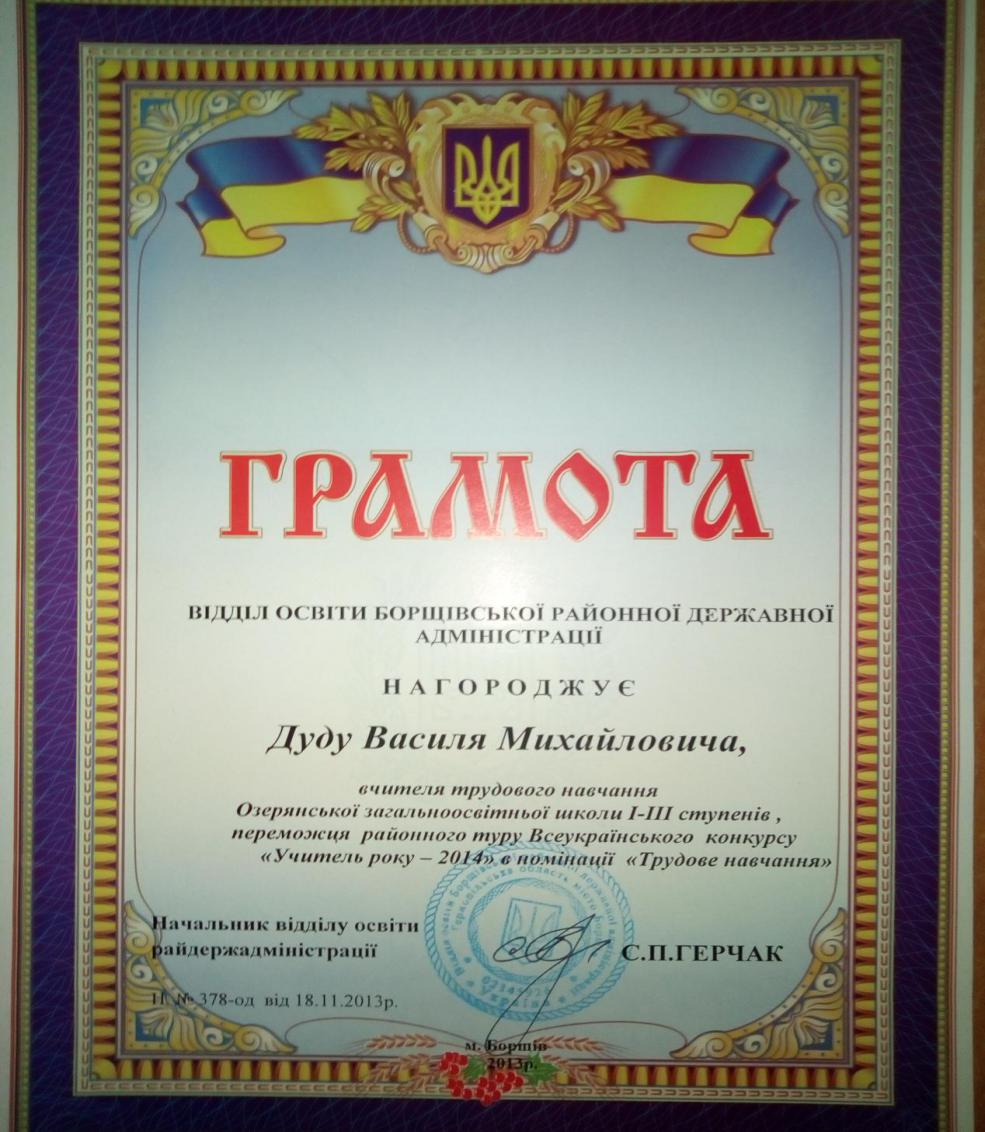 ГРАМОТА
ВІДДІЛ ОСВІТИ БОРЩІВСЬКОЇ РАЙОННОЇ ДЕРЖАВНОЇ
АДМІНІСТРАЦІЇ
НАГОРОДЖУЄ
Дуду Василя Михайловича,
вчителя трудового навчання
Озерянської загальноосвітньої школи І-ІІІ ступенів ,
переможця районного туру Всеукраїнського конкурсу
«Учитель року – 2014» в номінації «Трудове навчання»
Начальник відділу освіти
райдержадміністрації
С.П.ГЕРЧАК
№ 378-од від 18.11.2013р.
м. Борщів
2013р.